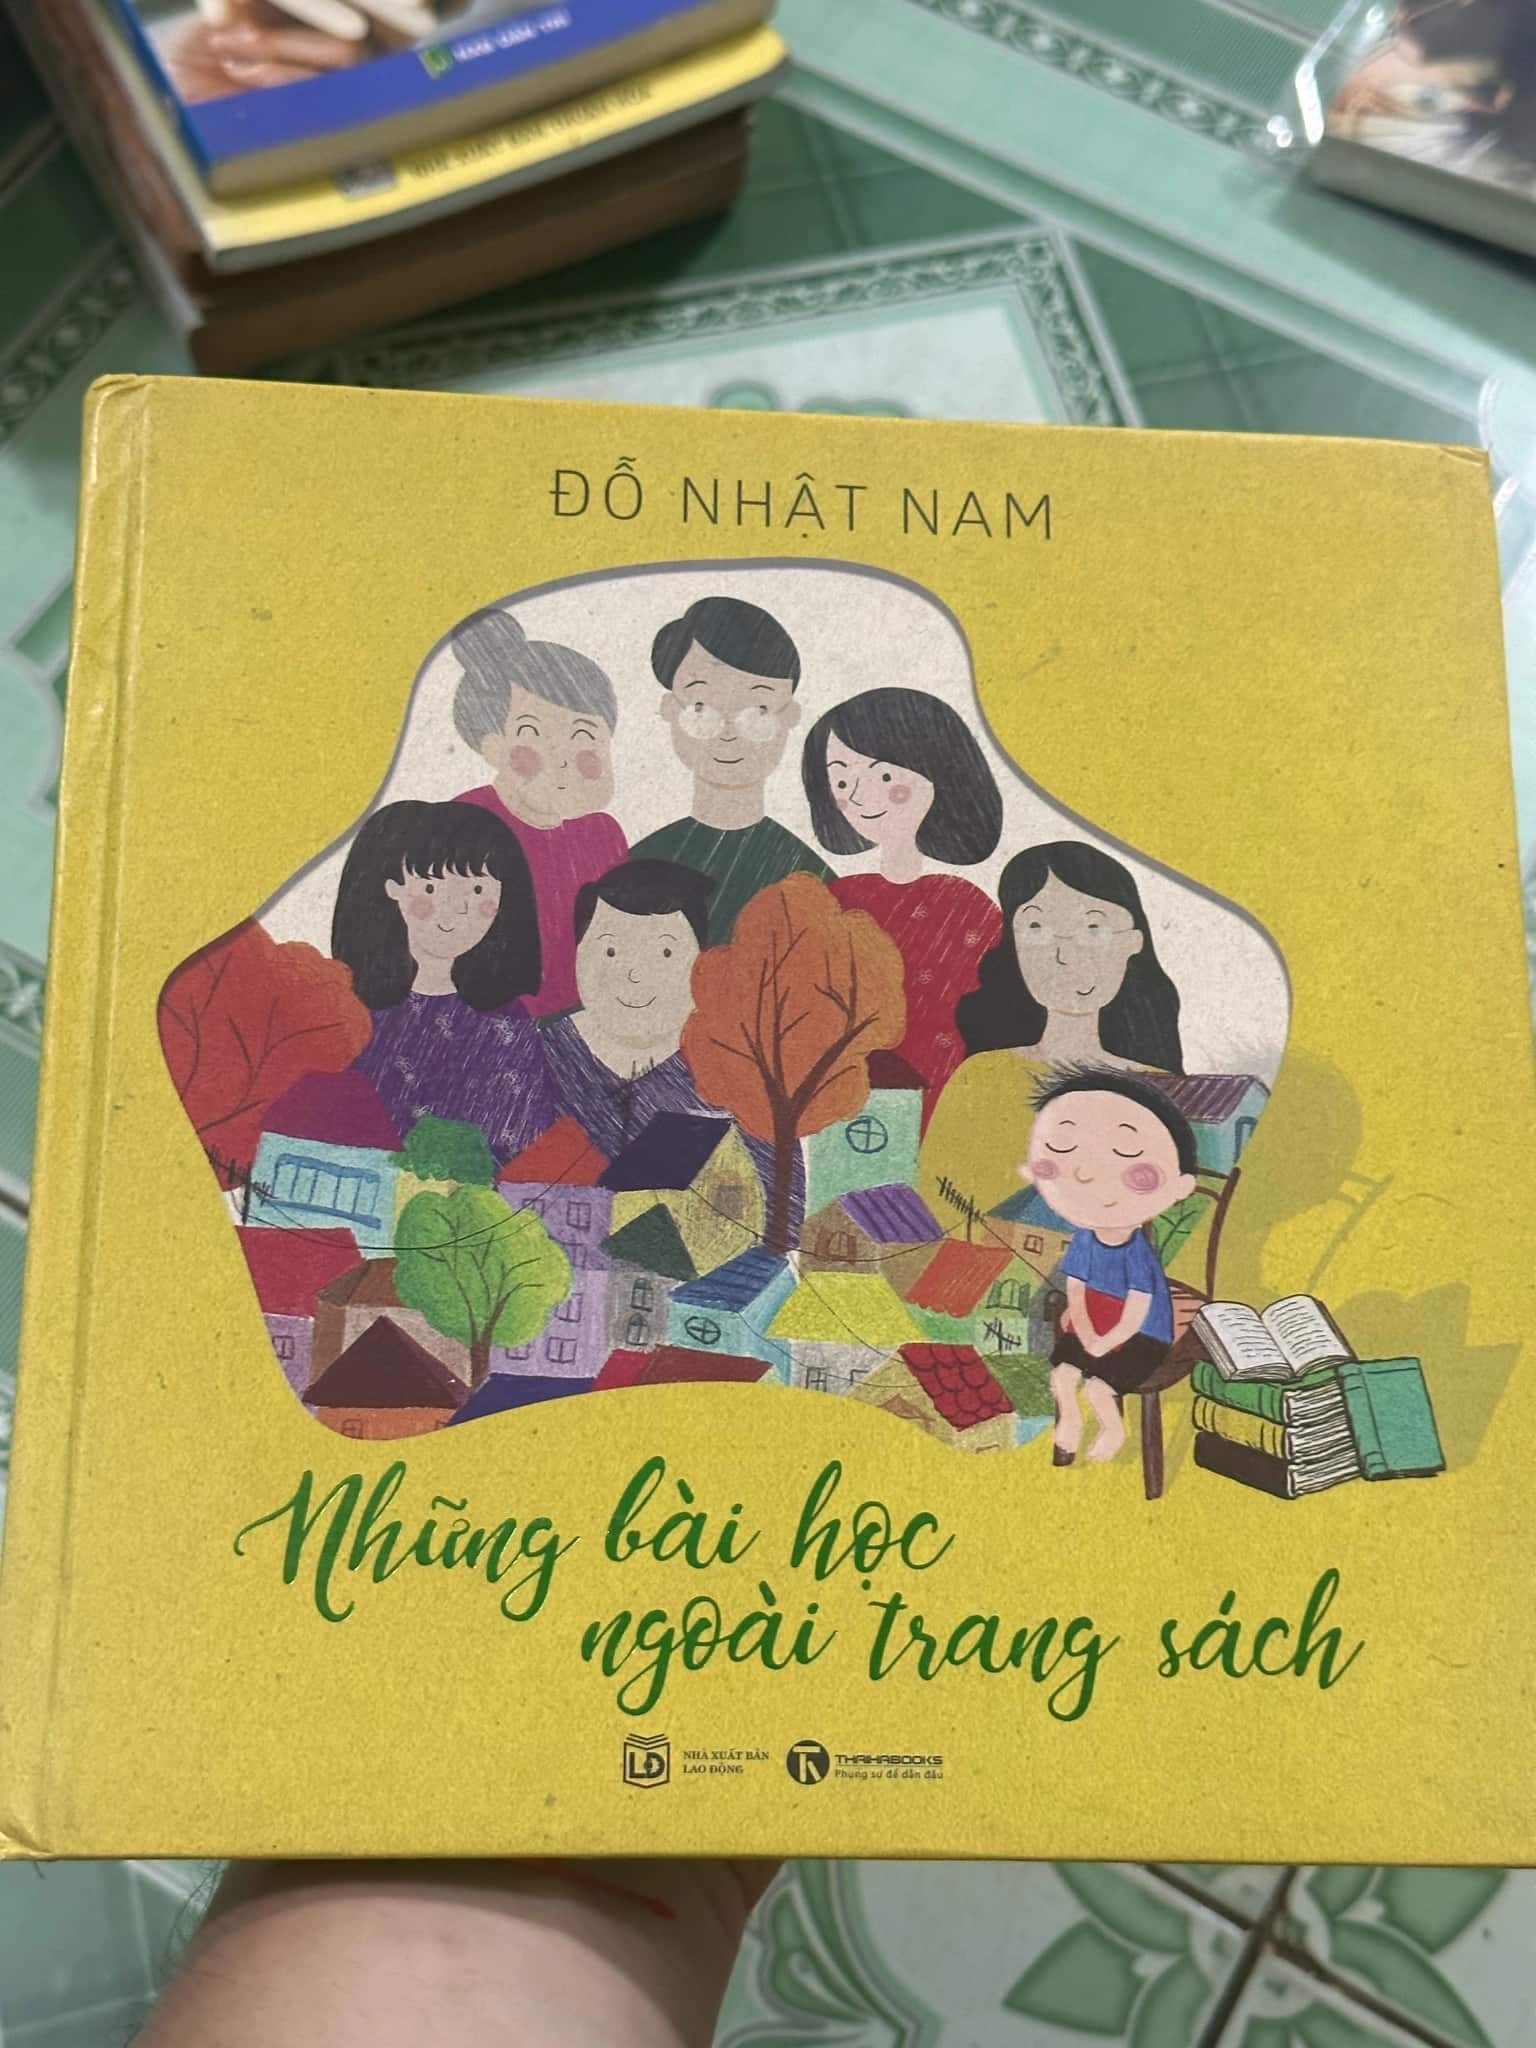 ĐỖ NHẬT NAM
Những bài học
ngoài trang sách
LĐ
NHÀ XUẤT BẢN
LAO ĐỘNG
THAIHABOOKS
Phụng sự để dẫn đầu